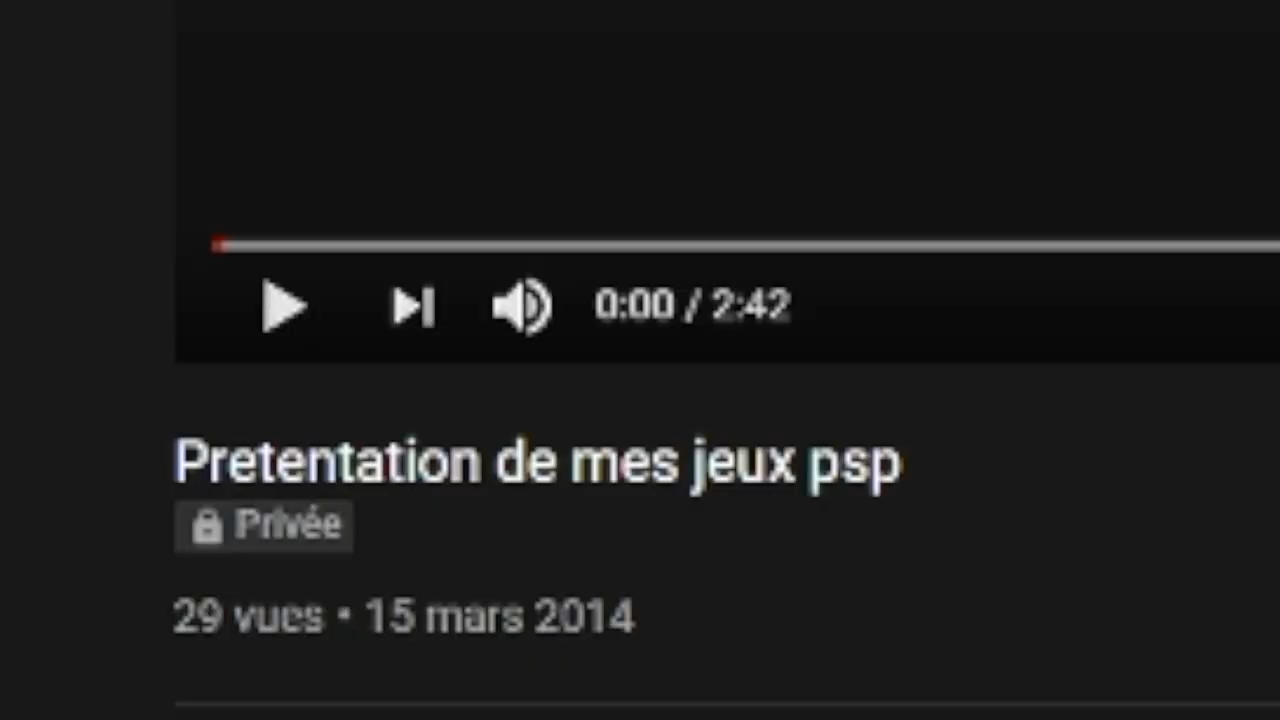 0:00 / 2:42
Pretentation de mes jeux psp
Privée
29 vues • 15 mars 2014